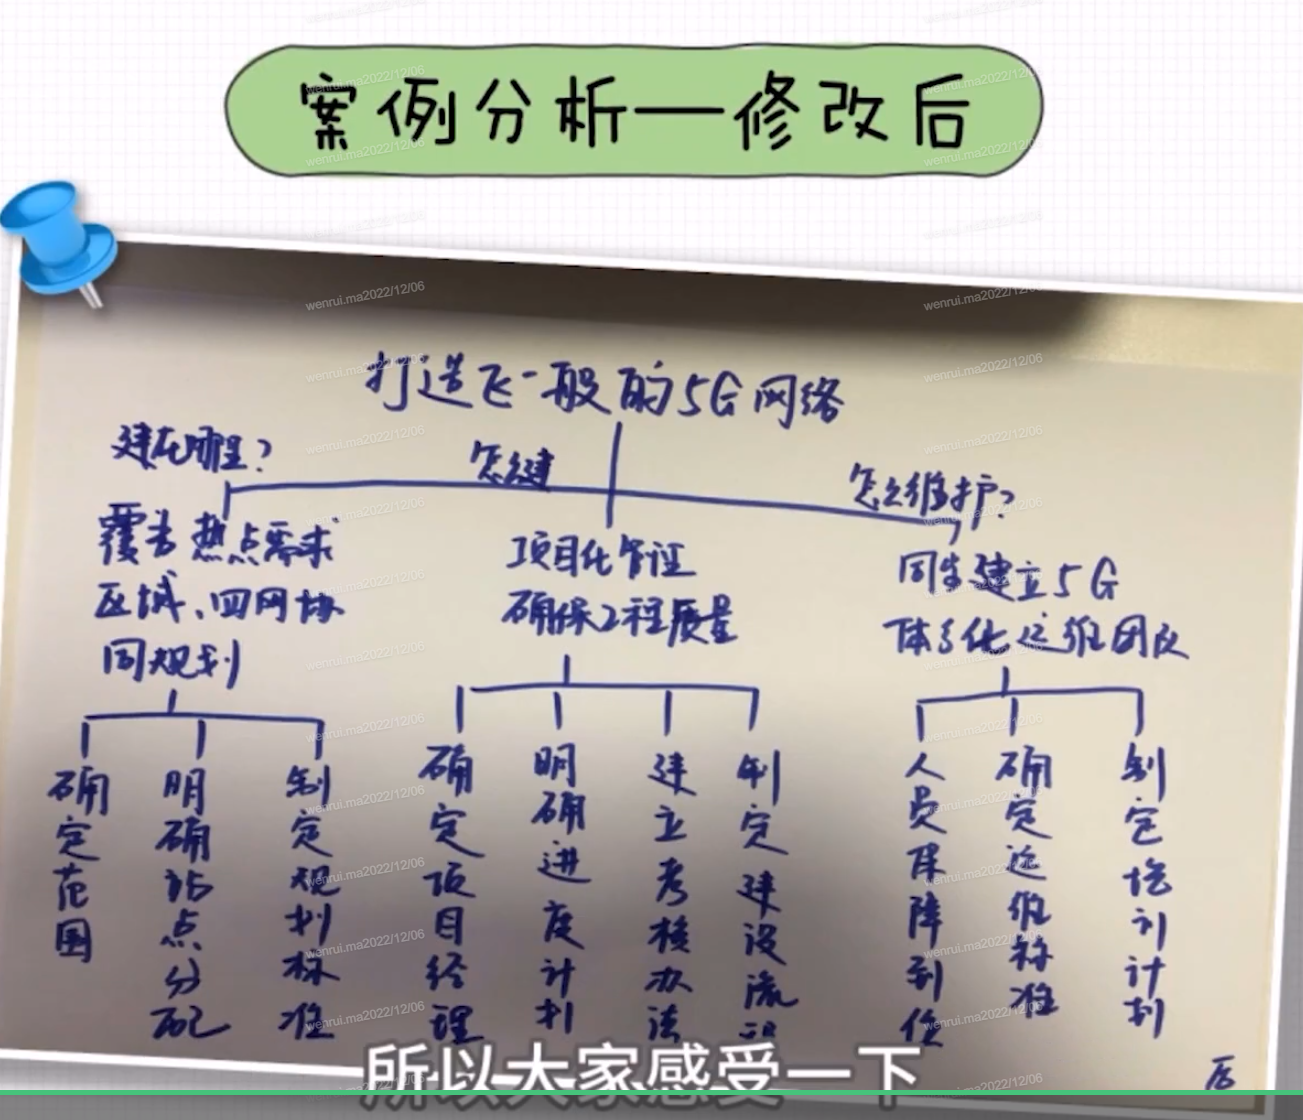 案例分析—修改后
打造飞一般的5G网络
建在哪里?
怎么建
怎么维护?
覆盖热点需求
区域、四网协
同规划
项目化管证
确保工程质量
同步建立5G
体系化运维团队
确定范围
明确站点分配
制定规划标准
确定项目经理
明确进度计划
建立考核办法
制定建设流
人员保障到位
确定运维标准
制定培训计划
所以大家感受一下
wenrui.ma2022/12/06